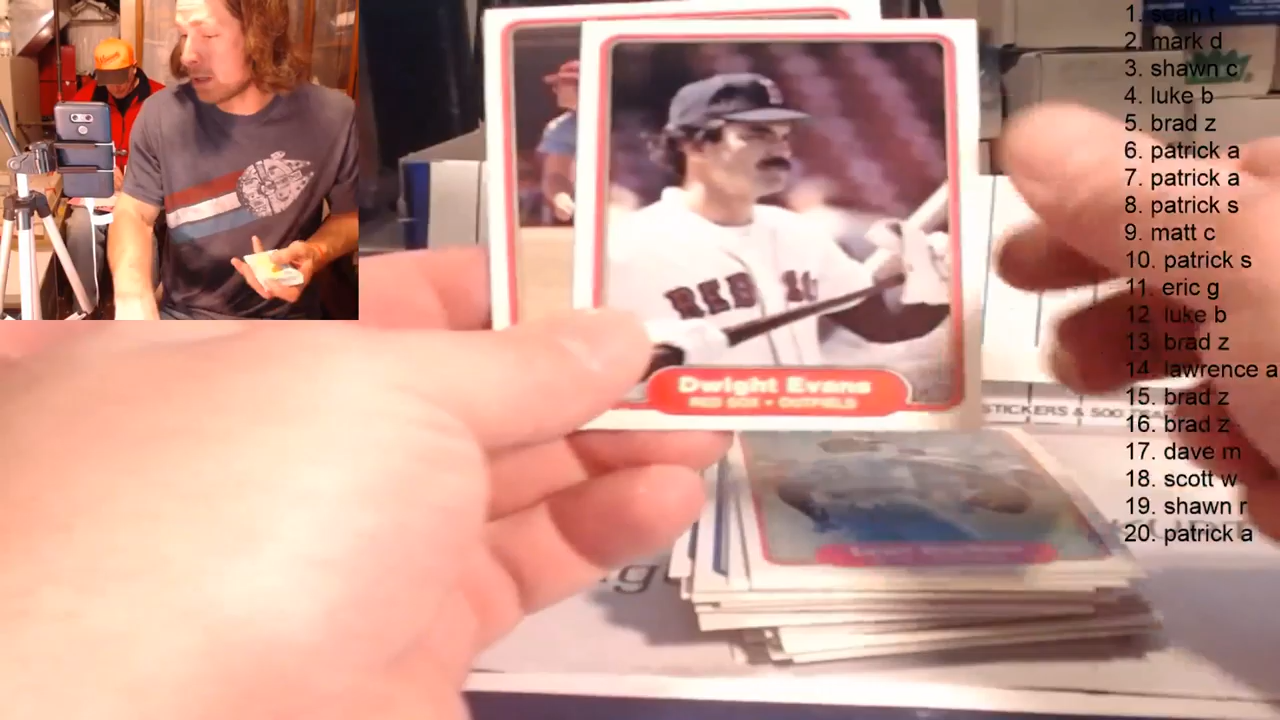 1. sean t
2. mark d
3. shawn c
4. luke b
5. brad z
6. patrick a
7. patrick a
8. patrick s
9. matt c
10. patrick s
11. eric g
12. luke b
13. brad z
14. lawrence a
15. brad z
16. brad z
17. dave m
18. scott w
19. shawn r
20. patrick a
RED SOX
Dwight Evans
RED SOX • OUTFIELD
STICKERS & 500